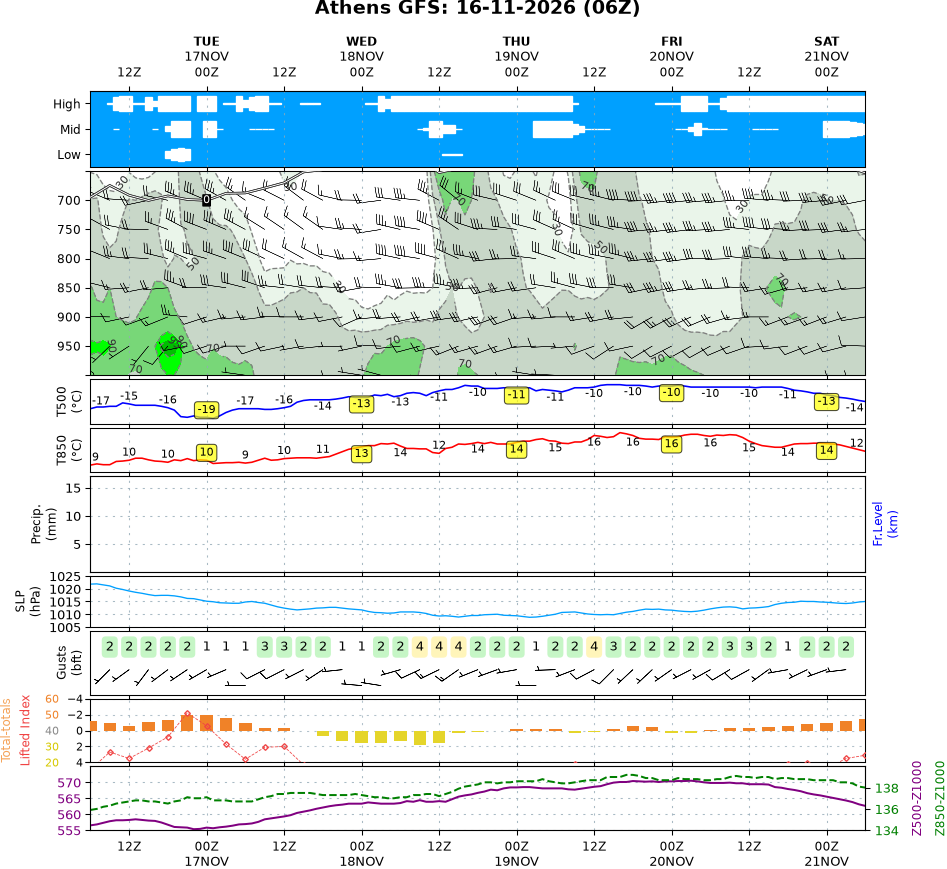 Athens GFS: 16-11-2026 (06Z)
TUE WED THU FRI SAT
17NOV 18NOV 19NOV 20NOV 21NOV
12Z 00Z 12Z 00Z 12Z 00Z 12Z 00Z 12Z 00Z
High
Mid
Low
700
750
800
850
900
950
30
0
50
70
T500
(°C)
-17 -15 -16 -19 -17 -16 -14 -13 -13 -11 -10 -11 -11 -10 -10 -10 -10 -10 -11 -13 -14
T850
(°C)
9 10 10 10 9 10 11 13 14 12 14 14 15 16 16 16 16 15 14 14 12
Precip.
(mm)
15
10
5
Fr.Level
(km)
SLP
(hPa)
1025
1020
1015
1010
1005
Gusts
(bft)
2 2 2 2 2 1 1 1 3 3 2 2 1 1 2 2 4 4 4 2 2 2 1 2 2 4 3 2 2 2 2 2 3 3 2 1 2 2 2
Total-totals
Lifted Index
60 -4
50 -2
40 0
30 2
20 4
570
565
560
555
138
136
134
Z500-Z1000
Z850-Z1000
12Z 00Z 12Z 00Z 12Z 00Z 12Z 00Z 12Z 00Z
17NOV 18NOV 19NOV 20NOV 21NOV